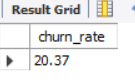 Result Grid
churn_rate
20.37